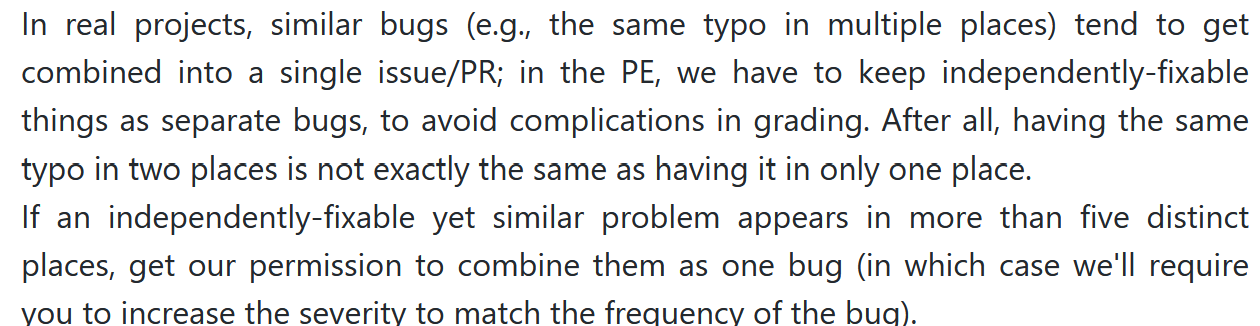 In real projects, similar bugs (e.g., the same typo in multiple places) tend to get
combined into a single issue/PR; in the PE, we have to keep independently-fixable
things as separate bugs, to avoid complications in grading. After all, having the same
typo in two places is not exactly the same as having it in only one place.
If an independently-fixable yet similar problem appears in more than five distinct
places, get our permission to combine them as one bug (in which case we'll require
you to increase the severity to match the frequency of the bug).